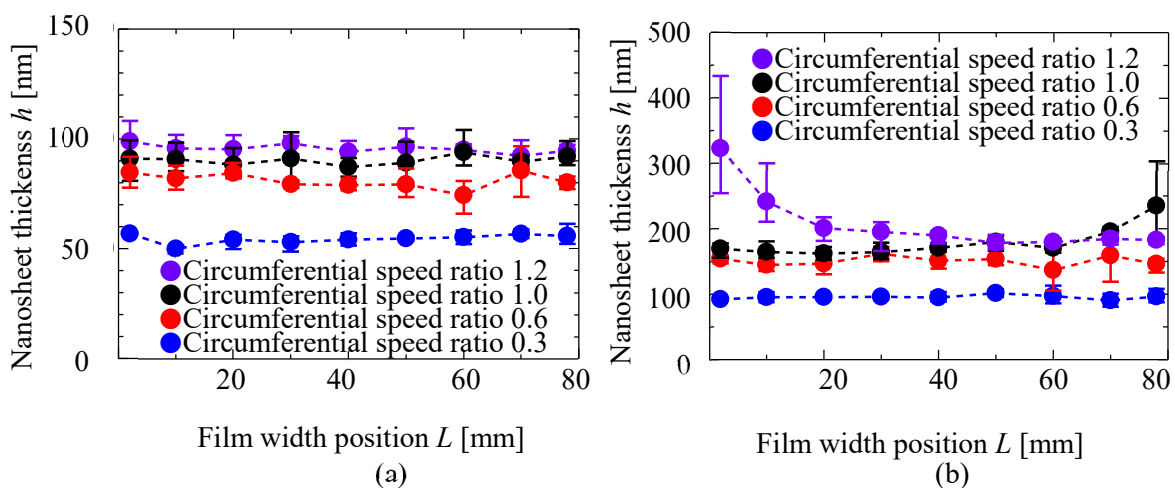 150
100
50
0
Nanosheet thickenss h [nm]
Circumferential speed ratio 1.2
Circumferential speed ratio 1.0
Circumferential speed ratio 0.6
Circumferential speed ratio 0.3
20 40 60 80
Film width position L [mm]
(a)
500
400
300
200
100
0
Nanosheet thickenss h [nm]
Circumferential speed ratio 1.2
Circumferential speed ratio 1.0
Circumferential speed ratio 0.6
Circumferential speed ratio 0.3
20 40 60 80
Film width position L [mm]
(b)